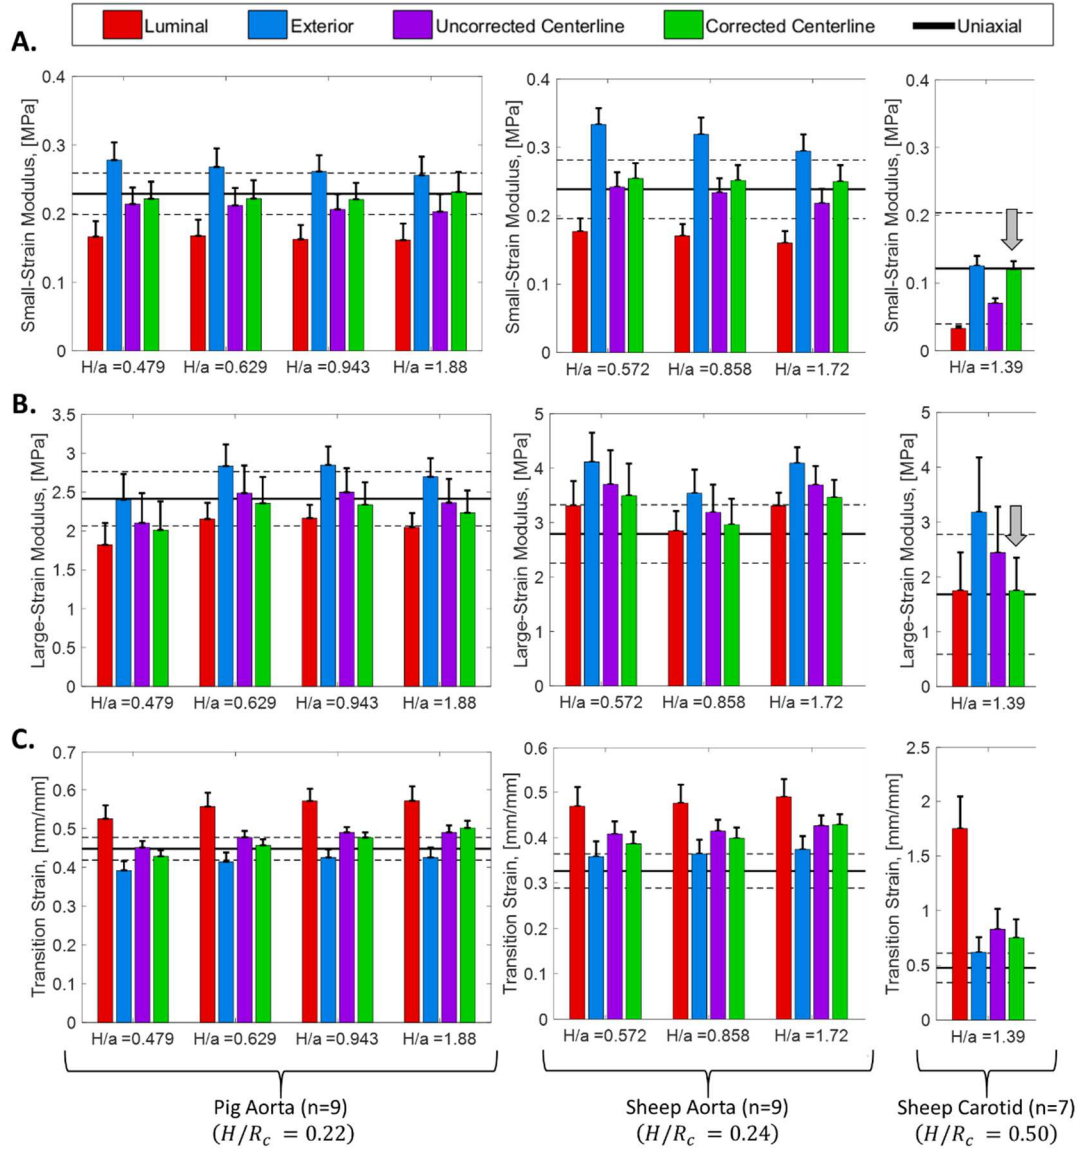 Luminal Exterior Uncorrected Centerline Corrected Centerline Uniaxial
A.
Small-Strain Modulus, [MPa]
0.4
0.3
0.2
0.1
0
H/a =0.479 H/a =0.629 H/a =0.943 H/a =1.88
Small-Strain Modulus, [MPa]
0.4
0.3
0.2
0.1
0
H/a =0.572 H/a =0.858 H/a =1.72
Small-Strain Modulus, [MPa]
0.4
0.3
0.2
0.1
0
H/a =1.39
B.
Large-Strain Modulus, [MPa]
3.5
3
2.5
2
1.5
1
0.5
0
H/a =0.479 H/a =0.629 H/a =0.943 H/a =1.88
Large-Strain Modulus, [MPa]
5
4
3
2
1
0
H/a =0.572 H/a =0.858 H/a =1.72
Large-Strain Modulus, [MPa]
5
4
3
2
1
0
H/a =1.39
C.
Transition Strain, [mm/mm]
0.7
0.6
0.5
0.4
0.3
0.2
0.1
0
H/a =0.479 H/a =0.629 H/a =0.943 H/a =1.88
Transition Strain, [mm/mm]
0.6
0.5
0.4
0.3
0.2
0.1
0
H/a =0.572 H/a =0.858 H/a =1.72
Transition Strain, [mm/mm]
2.5
2
1.5
1
0.5
0
H/a =1.39
Pig Aorta (n=9)
(H/R_c = 0.22)
Sheep Aorta (n=9)
(H/R_c = 0.24)
Sheep Carotid (n=7)
(H/R_c = 0.50)